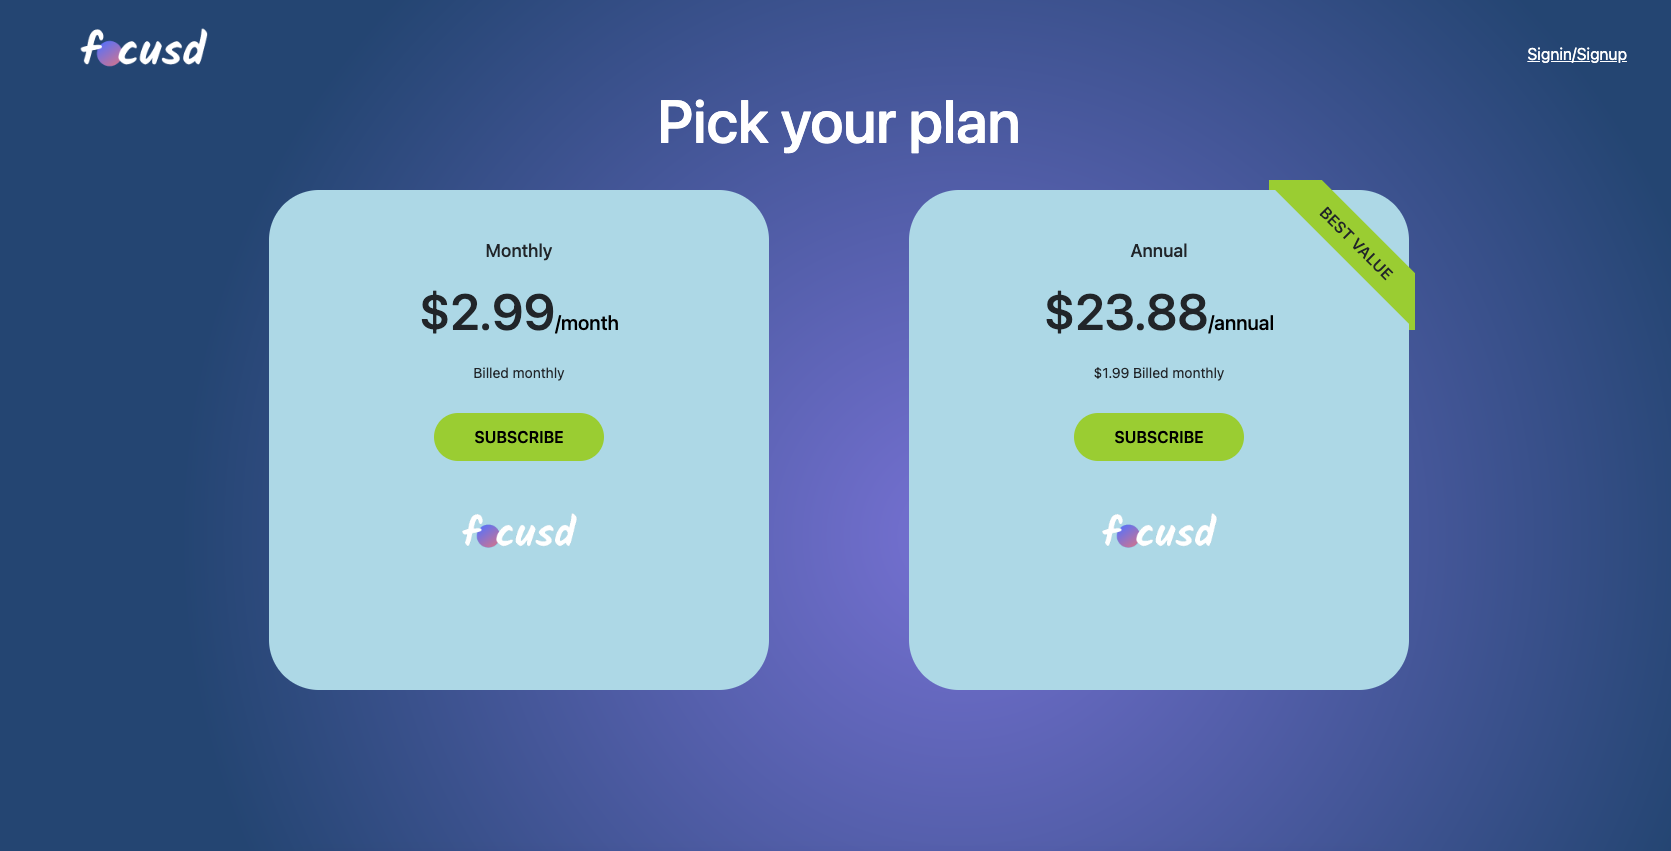 focusd
Signin/Signup
Pick your plan
Monthly
$2.99/month
Billed monthly
SUBSCRIBE
focusd
BEST VALUE
Annual
$23.88/annual
$1.99 Billed monthly
SUBSCRIBE
focusd